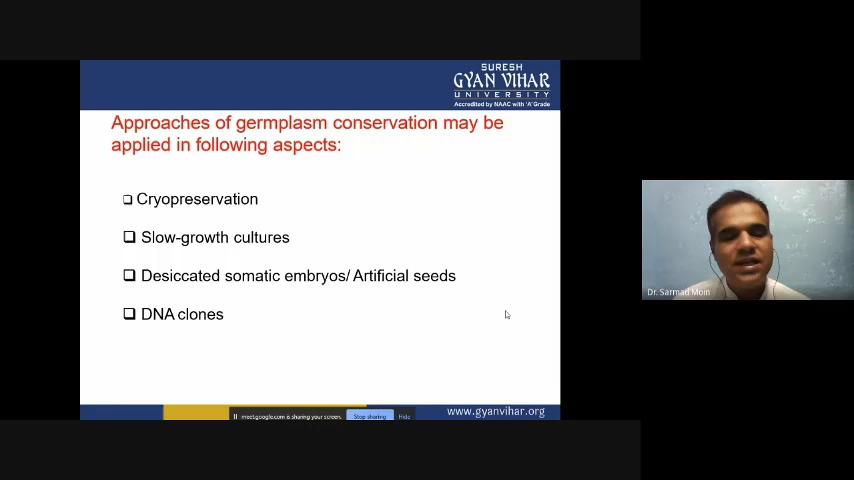 SURESH
GYAN VIHAR
UNIVERSITY
Accredited by NAAC with 'A' Grade
Approaches of germplasm conservation may be
applied in following aspects:
Cryopreservation
Slow-growth cultures
Desiccated somatic embryos/ Artificial seeds
DNA clones
Dr. Sarmad Moin
meet.google.com is sharing your screen. Stop sharing Hide
www.gyanvihar.org